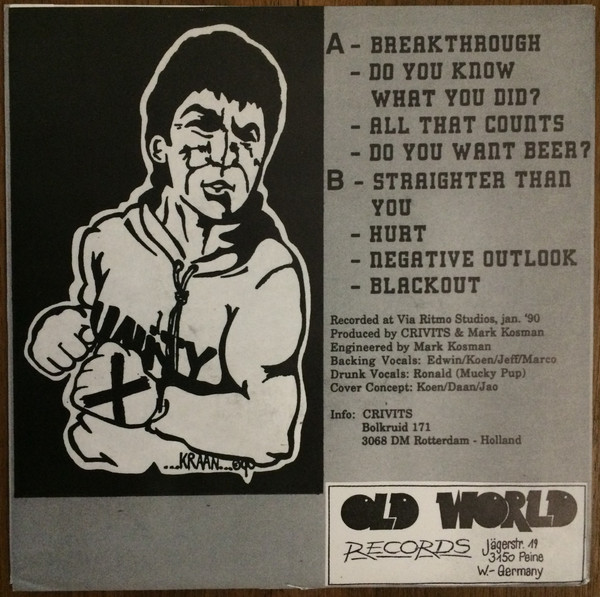 A - BREAKTHROUGH
- DO YOU KNOW
WHAT YOU DID?
- ALL THAT COUNTS
- DO YOU WANT BEER?
B - STRAIGHTER THAN
YOU
- HURT
- NEGATIVE OUTLOOK
- BLACKOUT
Recorded at Via Ritmo Studios, jan. '90
Produced by CRIVITS & Mark Kosman
Engineered by Mark Kosman
Backing Vocals: Edwin/Koen/Jeff/Marco
Drunk Vocals: Ronald (Mucky Pup)
Cover Concept: Koen/Daan/Jao
Info: CRIVITS
Bolkruid 171
3068 DM Rotterdam - Holland
UNITY
X
...KRAAN...
OLD WORLD
RECORDS
Jägerstr. 19
3150 Peine
W.- Germany